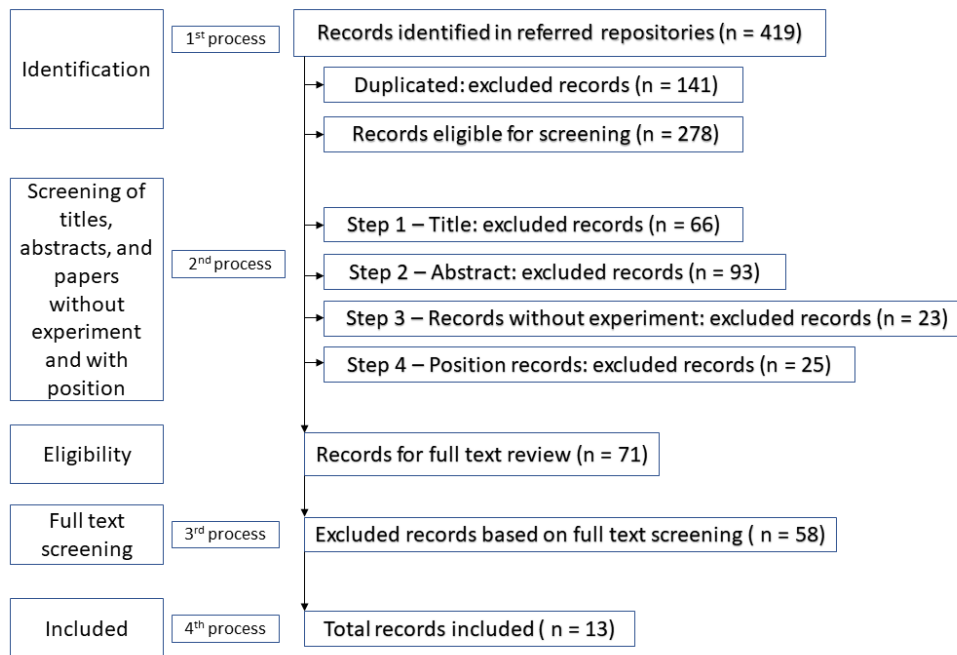 Identification
1st process
Records identified in referred repositories (n = 419)
Duplicated: excluded records (n = 141)
Records eligible for screening (n = 278)
Screening of
titles,
abstracts, and
papers
without
experiment
and with
position
2nd process
Step 1 – Title: excluded records (n = 66)
Step 2 – Abstract: excluded records (n = 93)
Step 3 – Records without experiment: excluded records (n = 23)
Step 4 – Position records: excluded records (n = 25)
Eligibility
Records for full text review (n = 71)
Full text
screening
3rd process
Excluded records based on full text screening ( n = 58)
Included
4th process
Total records included ( n = 13)